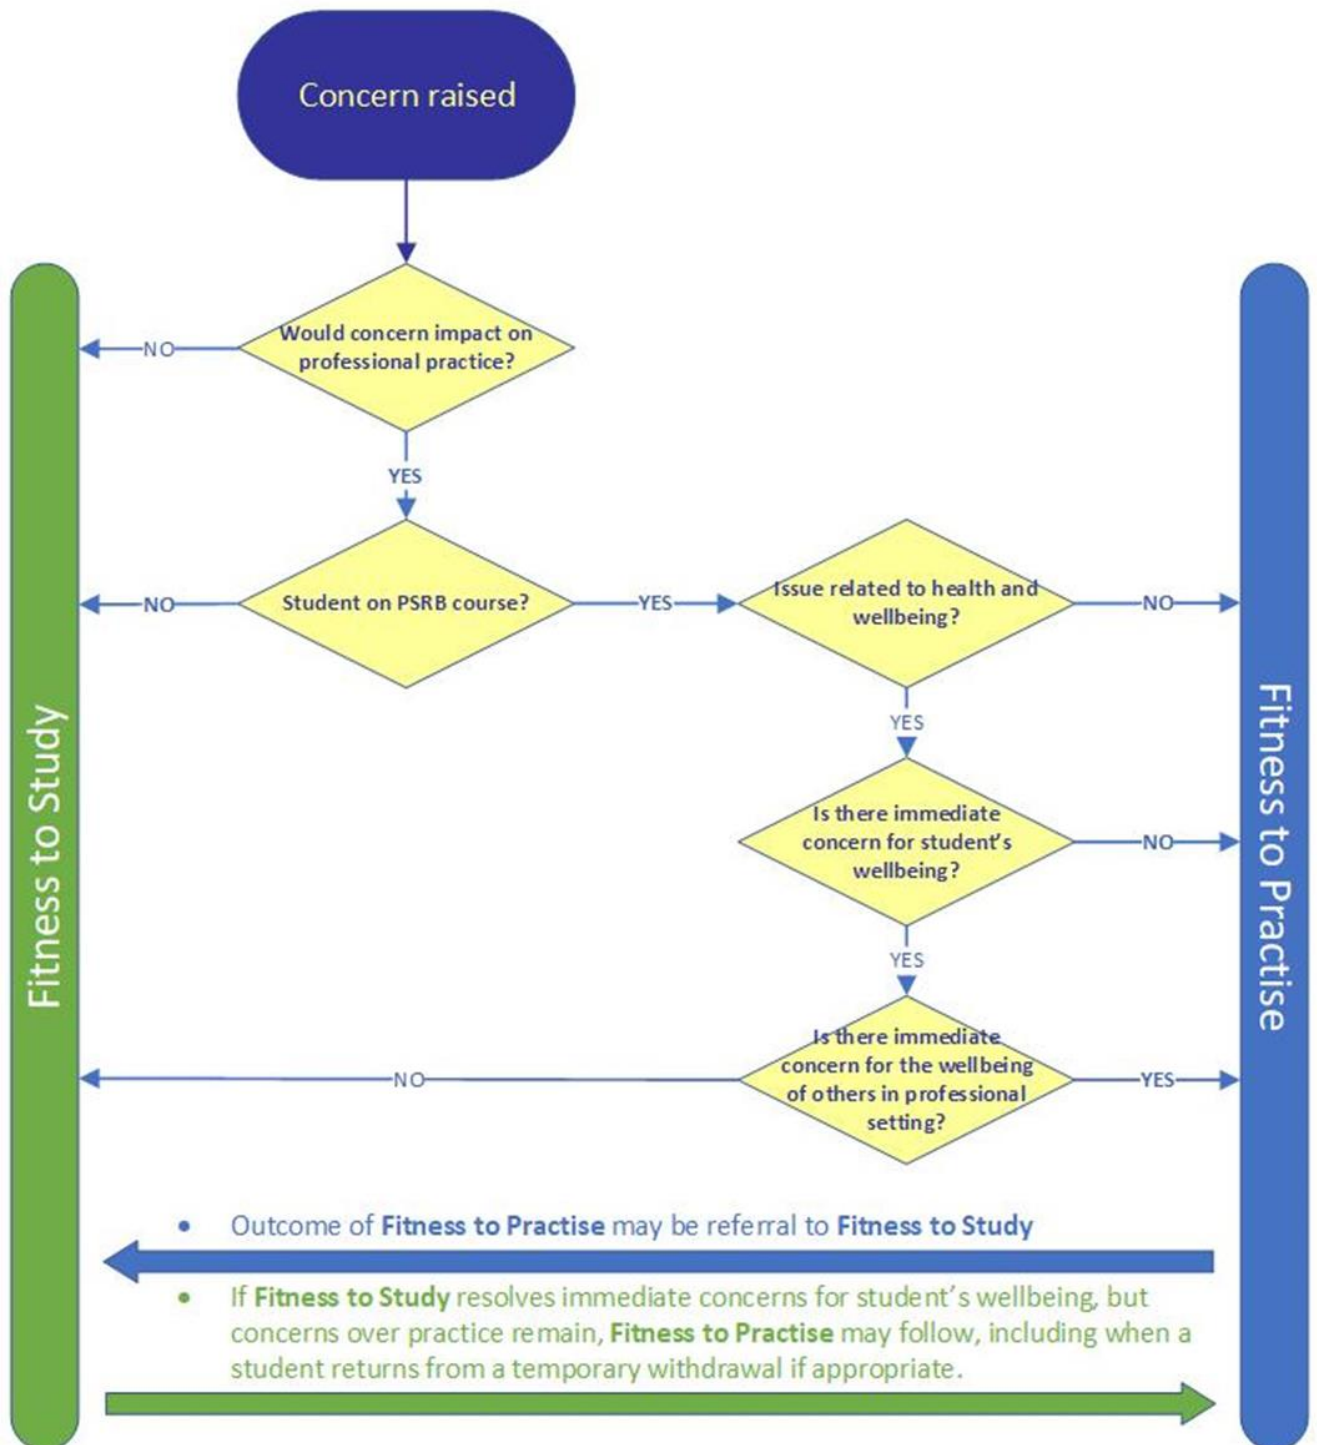 Concern raised
Would concern impact on
professional practice?
NO
YES
Student on PSRB course?
NO
YES
Issue related to health and
wellbeing?
NO
YES
Is there immediate
concern for student's
wellbeing?
NO
YES
Is there immediate
concern for the wellbeing
of others in professional
setting?
NO
YES
Fitness to Study
Fitness to Practise
• Outcome of Fitness to Practise may be referral to Fitness to Study
• If Fitness to Study resolves immediate concerns for student's wellbeing, but
concerns over practice remain, Fitness to Practise may follow, including when a
student returns from a temporary withdrawal if appropriate.